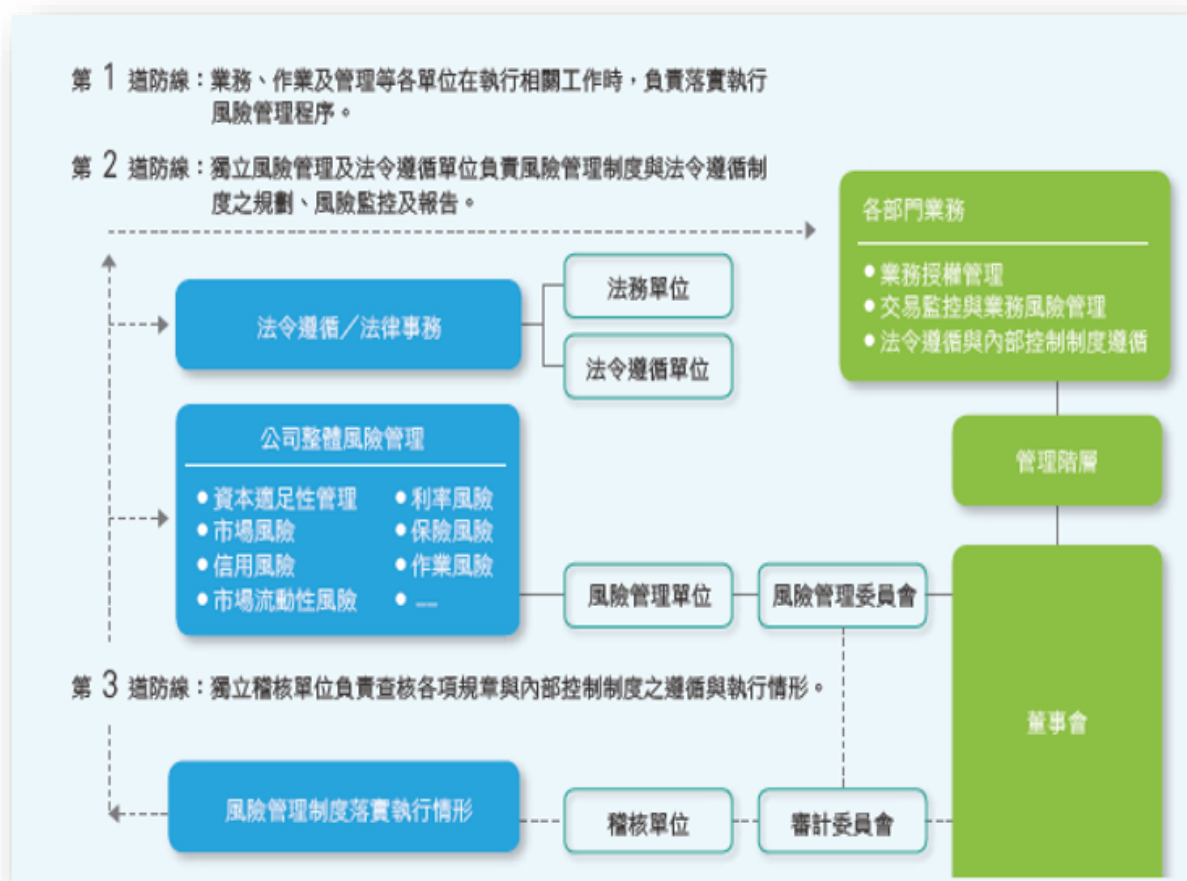 第 1 道防線：業務、作業及管理等各單位在執行相關工作時，負責落實執行
風險管理程序。
第 2 道防線：獨立風險管理及法令遵循單位負責風險管理制度與法令遵循制
度之規劃、風險監控及報告。
各部門業務
●業務授權管理
●交易監控與業務風險管理
●法令遵循與內部控制制度遵循
法令遵循／法律事務
法務單位
法令遵循單位
管理階層
公司整體風險管理
●資本適足性管理
●利率風險
●市場風險
●保險風險
●信用風險
●作業風險
●市場流動性風險
●—
風險管理單位
風險管理委員會
董事會
第 3 道防線：獨立稽核單位負責查核各項規章與內部控制制度之遵循與執行情形。
風險管理制度落實執行情形
稽核單位
審計委員會